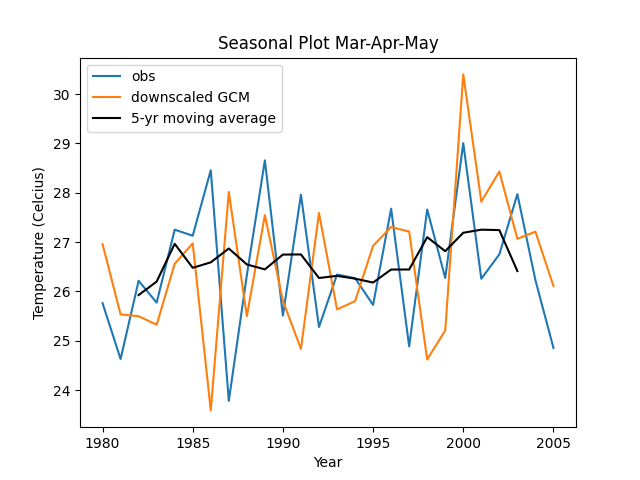 Seasonal Plot Mar-Apr-May
obs
downscaled GCM
5-yr moving average
30
29
28
27
26
25
24
Temperature (Celcius)
1980 1985 1990 1995 2000 2005
Year